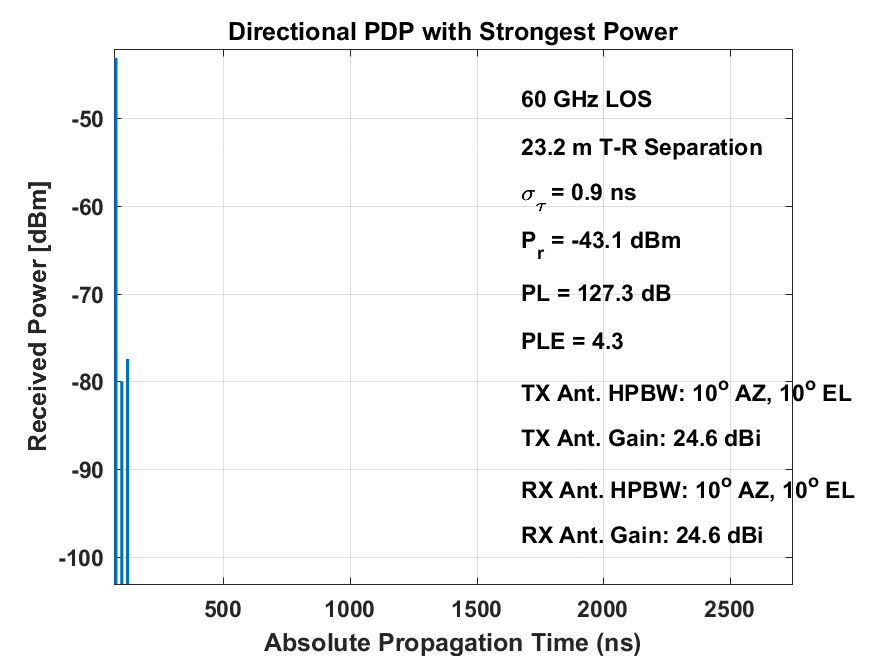 Directional PDP with Strongest Power
60 GHz LOS
23.2 m T-R Separation
σ_τ = 0.9 ns
P_r = -43.1 dBm
PL = 127.3 dB
PLE = 4.3
TX Ant. HPBW: 10° AZ, 10° EL
TX Ant. Gain: 24.6 dBi
RX Ant. HPBW: 10° AZ, 10° EL
RX Ant. Gain: 24.6 dBi
Received Power [dBm]
-50
-60
-70
-80
-90
-100
500 1000 1500 2000 2500
Absolute Propagation Time (ns)